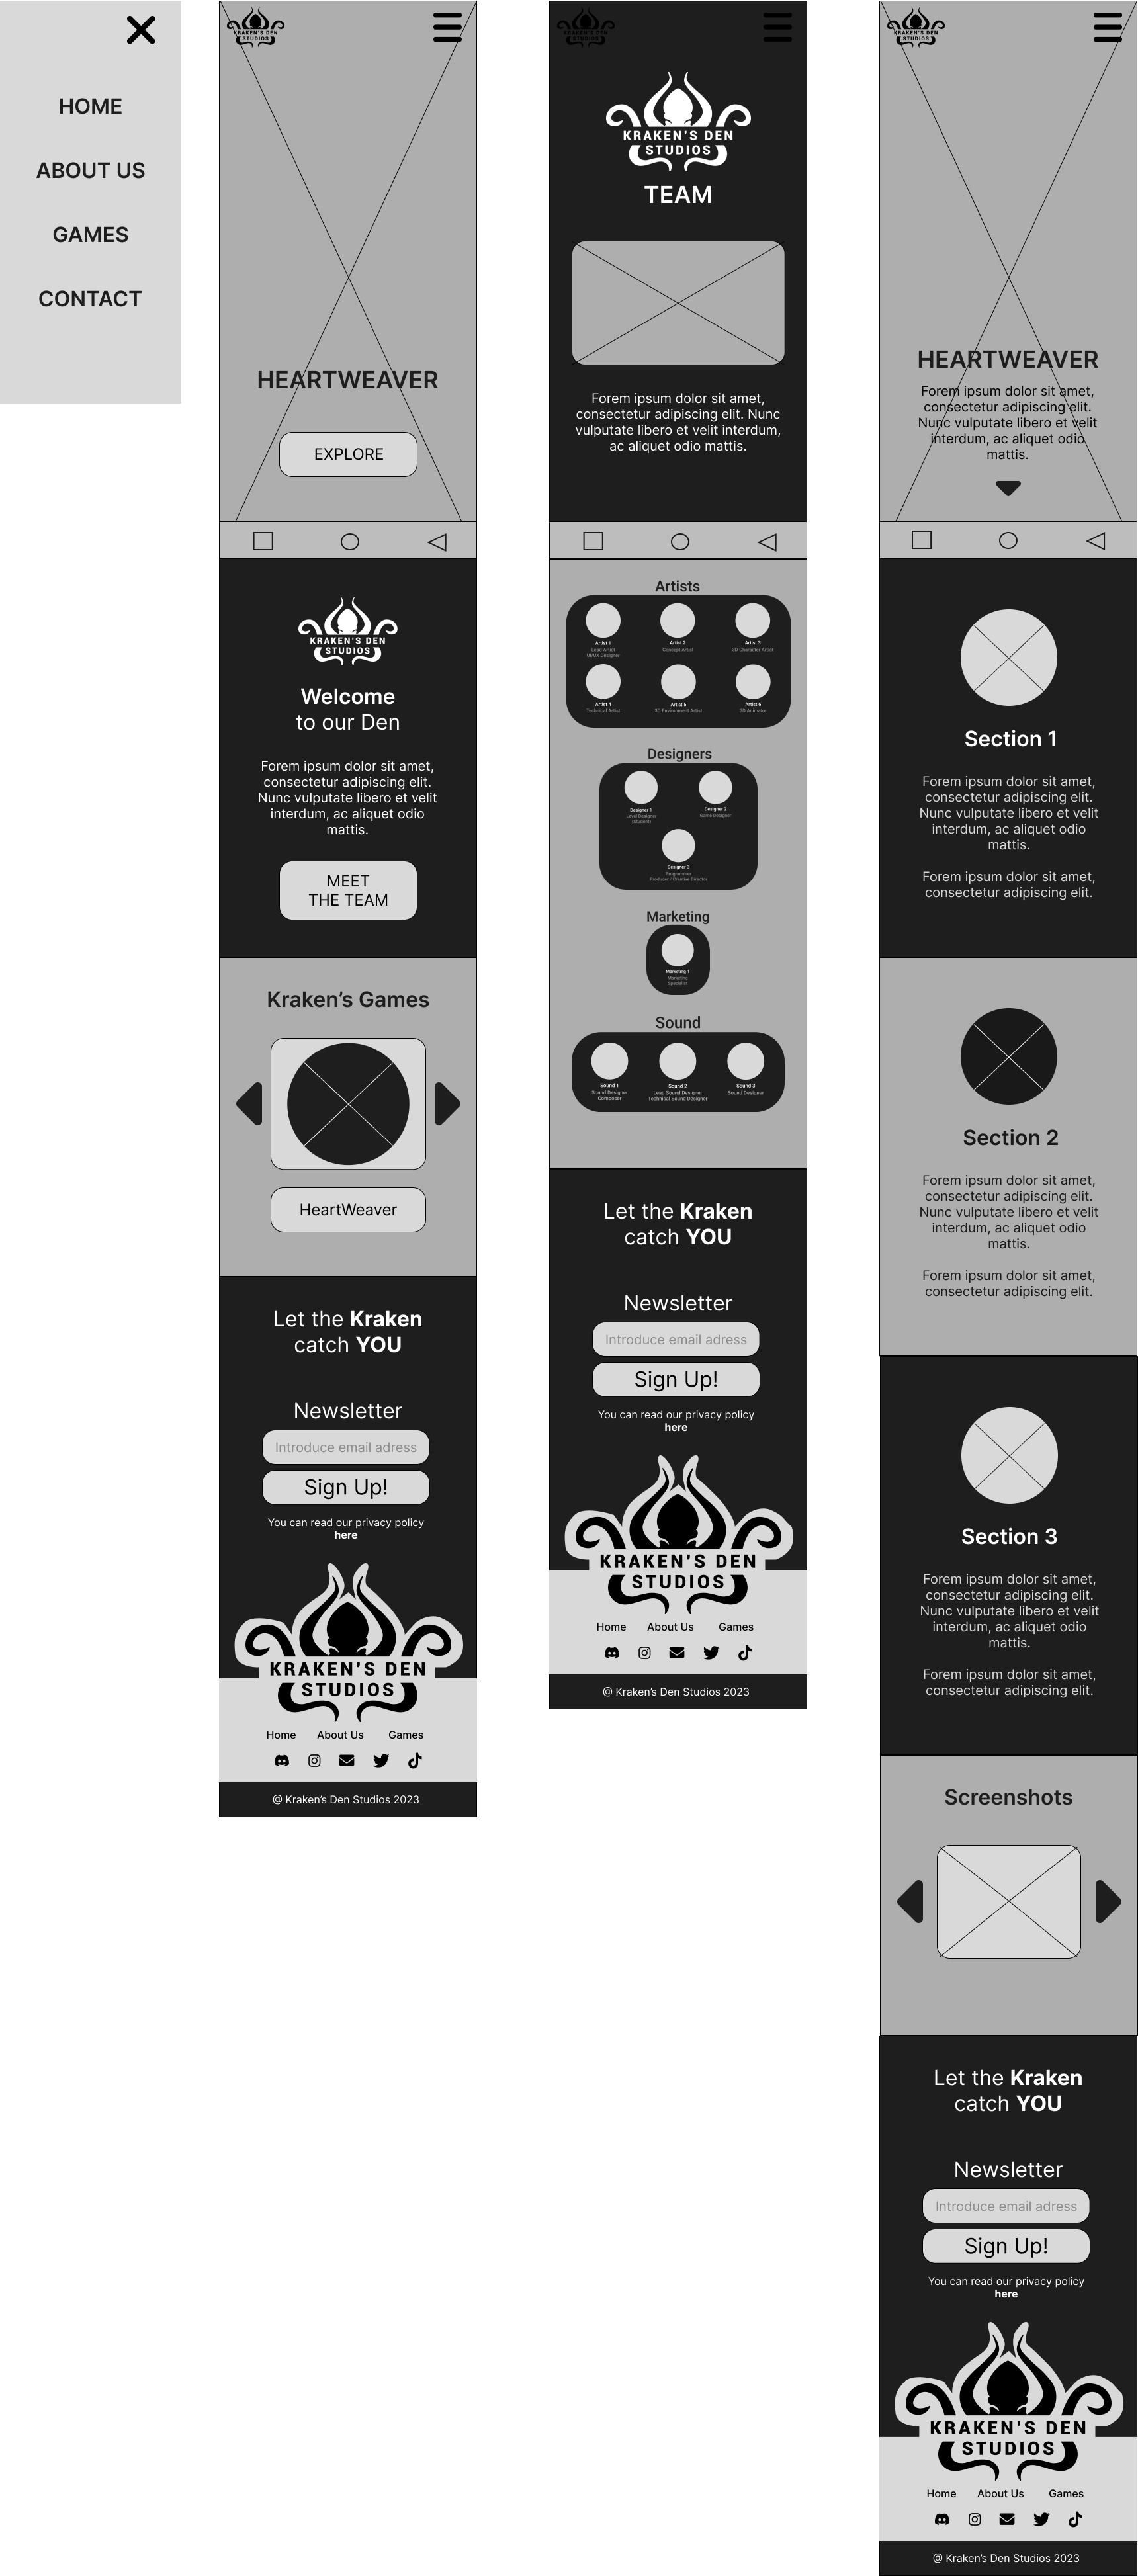 HOME
ABOUT US
GAMES
CONTACT
KRAKEN'S DEN
STUDIOS
HEARTWEAVER
EXPLORE
KRAKEN'S DEN
STUDIOS
Welcome
to our Den
Forem ipsum dolor sit amet,
consectetur adipiscing elit.
Nunc vulputate libero et velit
interdum, ac aliquet odio
mattis.
MEET
THE TEAM
Kraken's Games
HeartWeaver
Let the Kraken
catch YOU
Newsletter
Introduce email adress
Sign Up!
You can read our privacy policy
here
KRAKEN'S DEN
STUDIOS
Home About Us Games
@ Kraken's Den Studios 2023
KRAKEN'S DEN
STUDIOS
KRAKEN'S DEN
STUDIOS
TEAM
Forem ipsum dolor sit amet,
consectetur adipiscing elit. Nunc
vulputate libero et velit interdum,
ac aliquet odio mattis.
Artists
Artist 1 Artist 2 Artist 3
Lead Artist Concept Artist 3D Character Artist
UI/UX Designer
Artist 4 Artist 5 Artist 6
Technical Artist 3D Environment Artist 3D Animator
Designers
Designer 1 Designer 2
Level Designer Game Designer
(Student)
Designer 3
Programmer
Producer / Creative Director
Marketing
Marketing 1
Marketing
Specialist
Sound
Sound 1 Sound 2 Sound 3
Sound Designer Lead Sound Designer Sound Designer
Composer Technical Sound Designer
Let the Kraken
catch YOU
Newsletter
Introduce email adress
Sign Up!
You can read our privacy policy
here
KRAKEN'S DEN
STUDIOS
Home About Us Games
@ Kraken's Den Studios 2023
KRAKEN'S DEN
STUDIOS
HEARTWEAVER
Forem ipsum dolor sit amet,
consectetur adipiscing elit.
Nunc vulputate libero et velit
interdum, ac aliquet odio
mattis.
Section 1
Forem ipsum dolor sit amet,
consectetur adipiscing elit.
Nunc vulputate libero et velit
interdum, ac aliquet odio
mattis.
Forem ipsum dolor sit amet,
consectetur adipiscing elit.
Section 2
Forem ipsum dolor sit amet,
consectetur adipiscing elit.
Nunc vulputate libero et velit
interdum, ac aliquet odio
mattis.
Forem ipsum dolor sit amet,
consectetur adipiscing elit.
Section 3
Forem ipsum dolor sit amet,
consectetur adipiscing elit.
Nunc vulputate libero et velit
interdum, ac aliquet odio
mattis.
Forem ipsum dolor sit amet,
consectetur adipiscing elit.
Screenshots
Let the Kraken
catch YOU
Newsletter
Introduce email adress
Sign Up!
You can read our privacy policy
here
KRAKEN'S DEN
STUDIOS
Home About Us Games
@ Kraken's Den Studios 2023